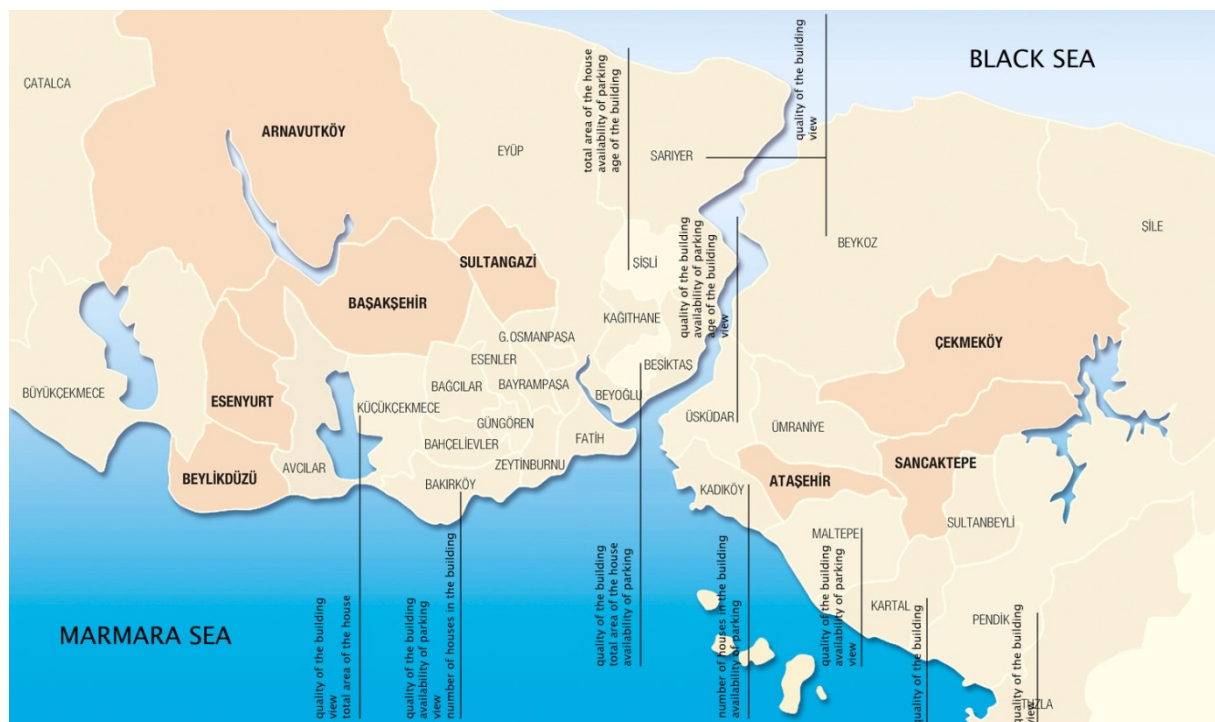 BLACK SEA
ÇATALCA
ARNAVUTKÖY
EYÜP
SARIYER
total area of the house
availability of parking
age of the building
quality of the building
view
BEYKOZ
ŞİLE
SULTANGAZİ
ŞİŞLİ
BAŞAKŞEHİR
quality of the building
availability of parking
age of the building
view
KAĞITHANE
G.OSMANPAŞA
ÇEKMEKÖY
ESENLER
BEŞİKTAŞ
BÜYÜKÇEKMECE
BAĞCILAR
BAYRAMPAŞA
BEYOĞLU
ESENYURT
KÜÇÜKÇEKMECE
ÜSKÜDAR
GÜNGÖREN
ÜMRANİYE
BAHÇELİEVLER
FATİH
SANCAKTEPE
AVCILAR
ZEYTİNBURNU
BEYLİKDÜZÜ
BAKIRKÖY
KADIKÖY
ATAŞEHİR
SULTANBEYLİ
MALTEPE
KARTAL
PENDİK
TUZLA
MARMARA SEA
quality of the building
view
total area of the house
quality of the building
availability of parking
view
number of houses in the building
quality of the building
total area of the house
availability of parking
number of houses in the building
availability of parking
quality of the building
availability of parking
view
quality of the building
quality of the building
view